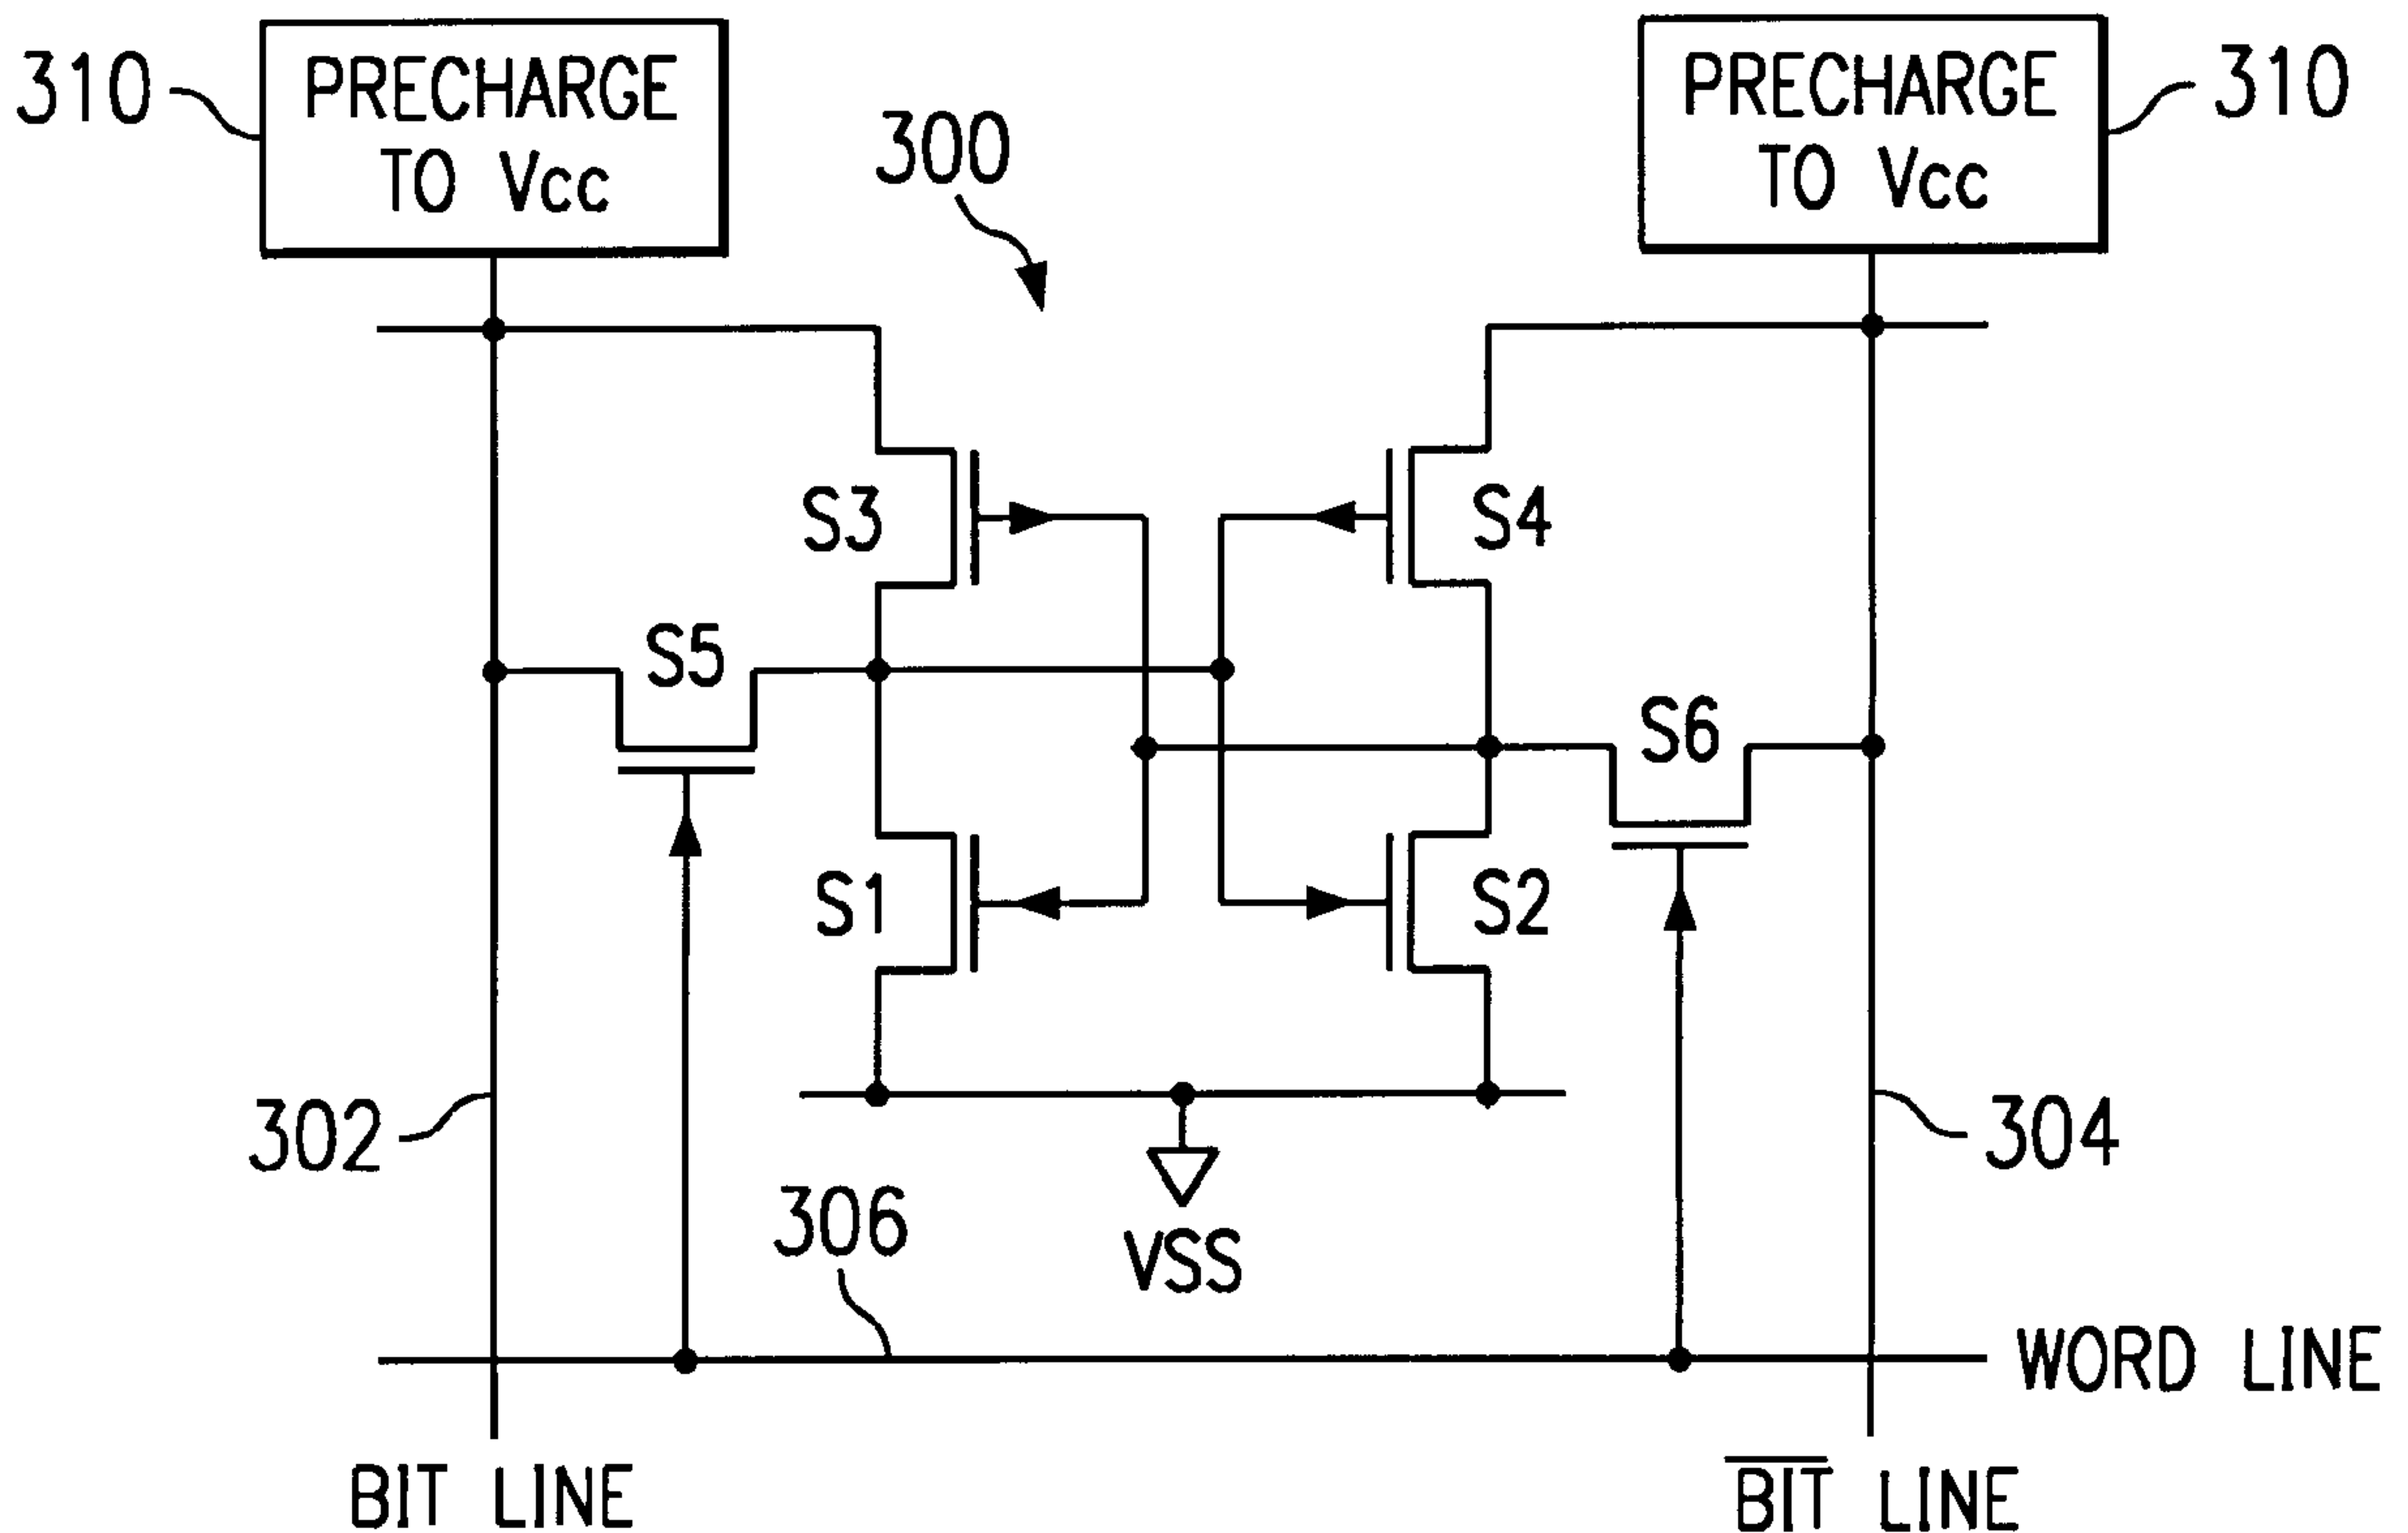 310
PRECHARGE
TO Vcc
300
PRECHARGE
TO Vcc
310
S3
S4
S5
S6
S1
S2
302
304
306
VSS
WORD LINE
BIT LINE
B̅I̅T̅ LINE